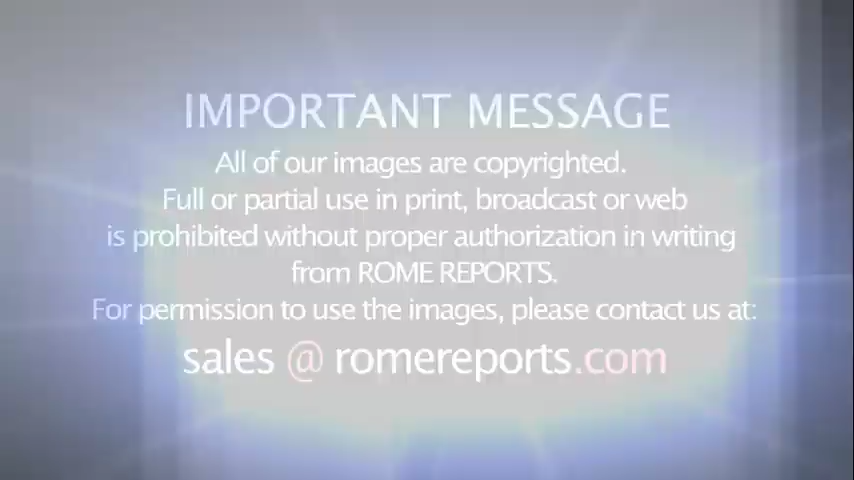 IMPORTANT MESSAGE
All of our images are copyrighted.
Full or partial use in print, broadcast or web
is prohibited without proper authorization in writing
from ROME REPORTS.
For permission to use the images, please contact us at:
sales @ romereports.com